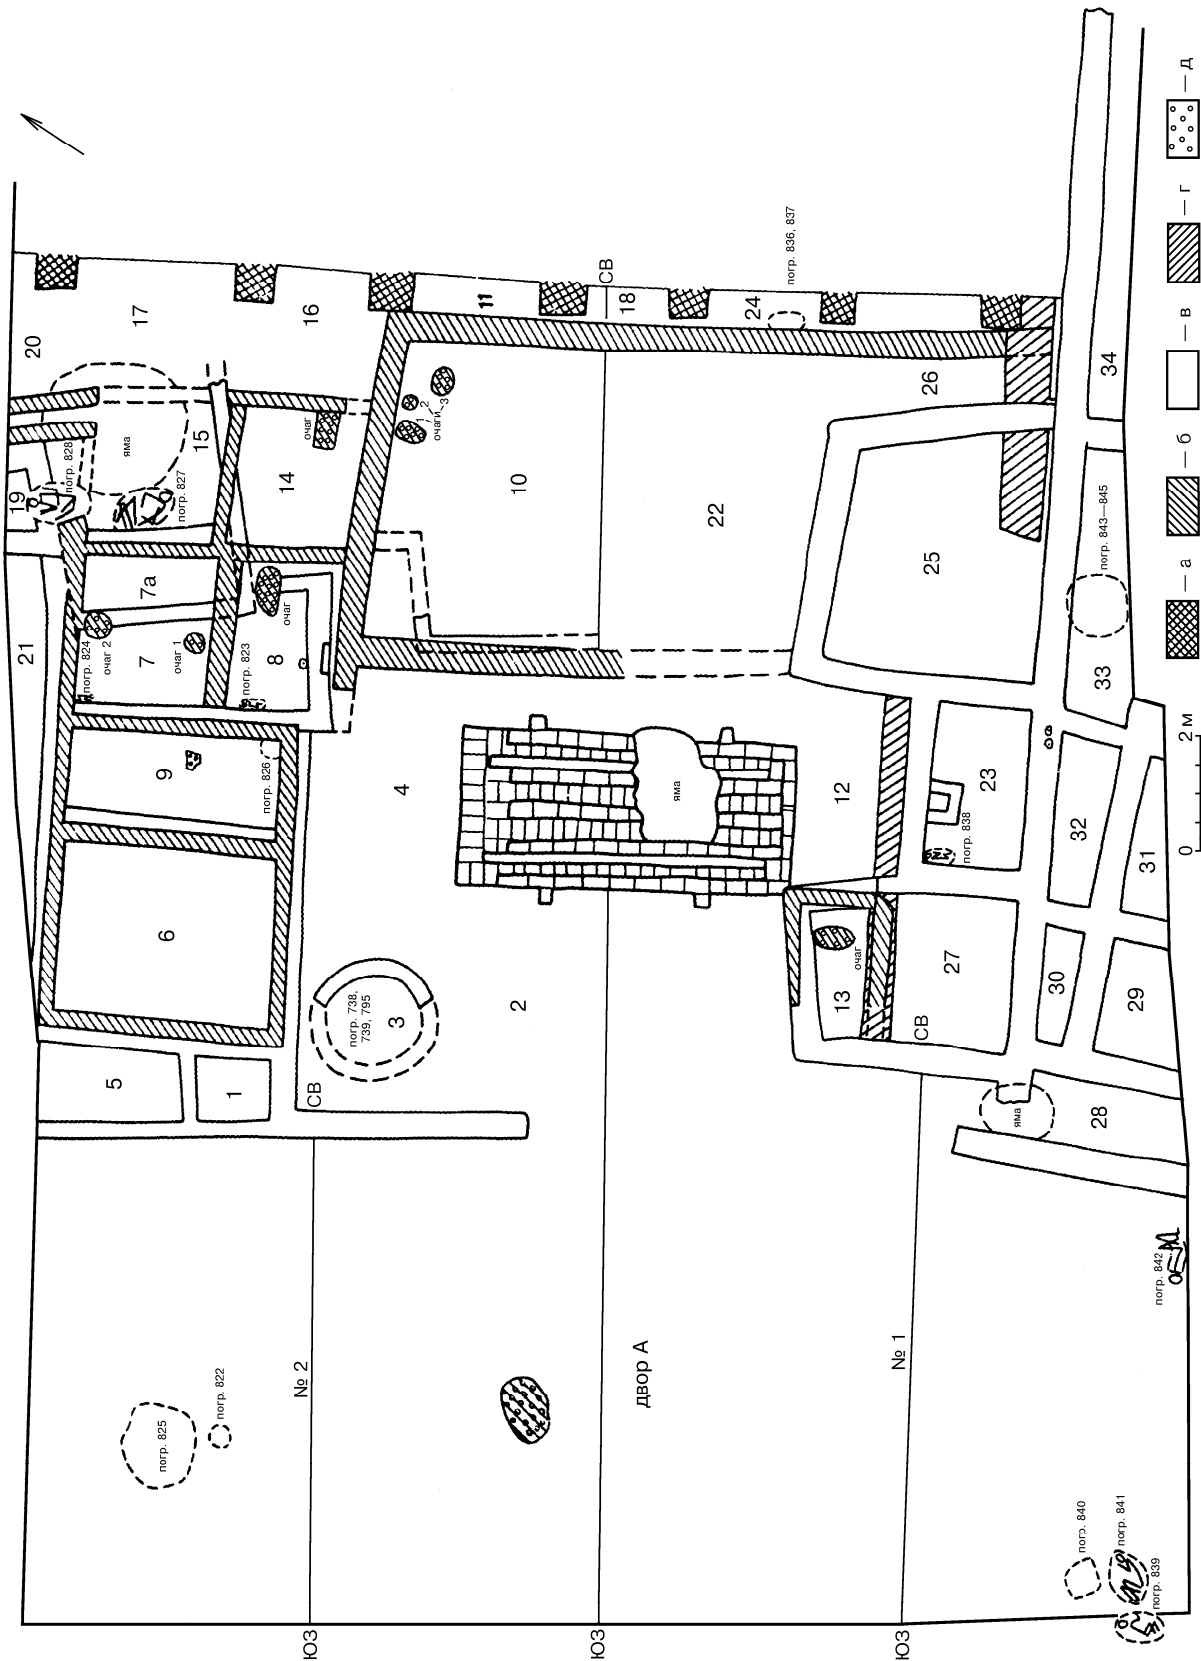 20
17
16
11
СВ
18
24
погр. 836, 837
34
26
19
погр. 828
яма
15
погр. 827
14
очаг
2
очаги
3
10
22
25
погр. 843—845
33
21
7а
погр. 824
очаг 2
7
очаг 1
погр. 823
8
очаг
9
погр. 826
4
яма
12
23
погр. 838
32
31
6
погр. 738,
739, 795
3
2
13
очаг
27
СВ
30
29
5
1
СВ
яма
28
погр. 842
погр. 825
погр. 822
№ 2
двор А
№ 1
погр. 840
погр. 841
погр. 839
ЮЗ
ЮЗ
ЮЗ
0 2 м
— а
— б
— в
— г
— д